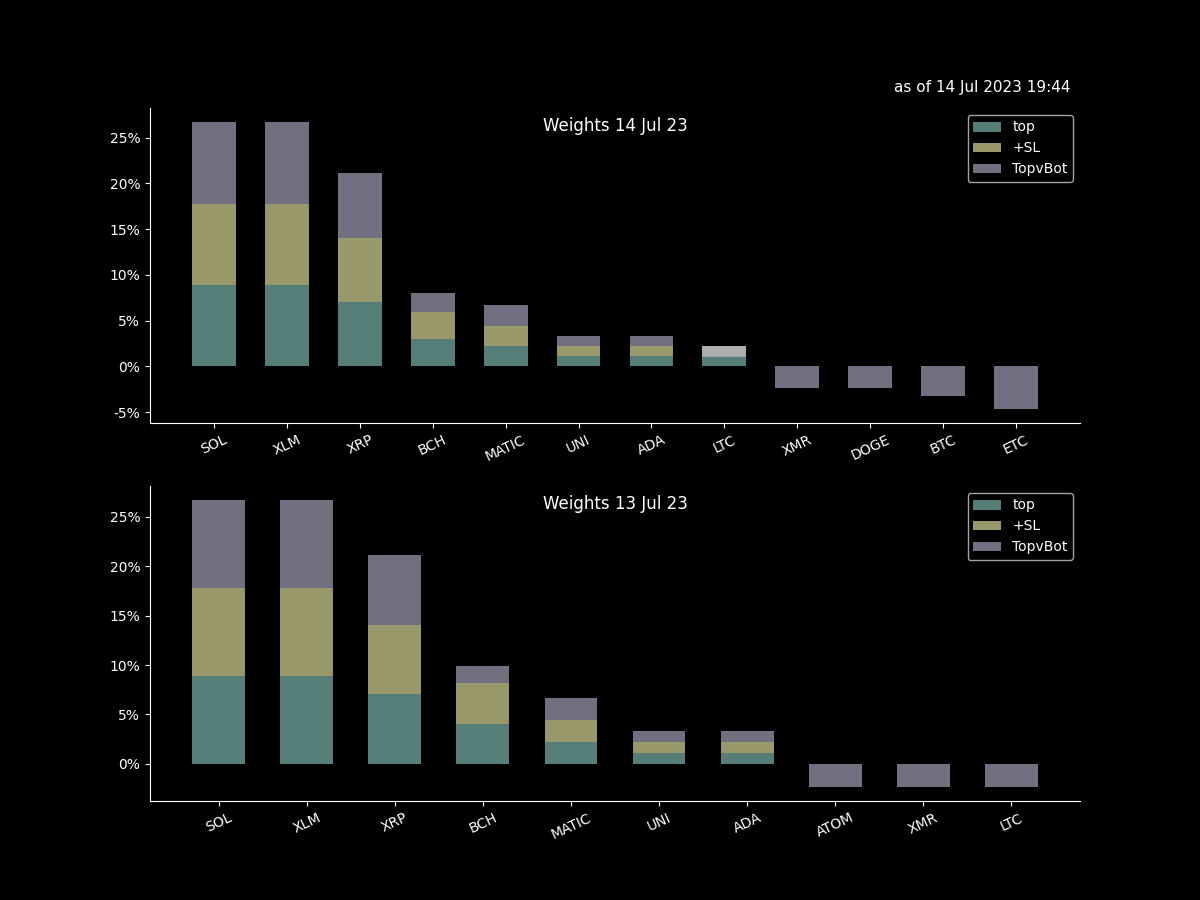 as of 14 Jul 2023 19:44
Weights 14 Jul 23
top
+SL
TopvBot
25%
20%
15%
10%
5%
0%
-5%
SOL XLM XRP BCH MATIC UNI ADA LTC XMR DOGE BTC ETC
Weights 13 Jul 23
top
+SL
TopvBot
25%
20%
15%
10%
5%
0%
SOL XLM XRP BCH MATIC UNI ADA ATOM XMR LTC